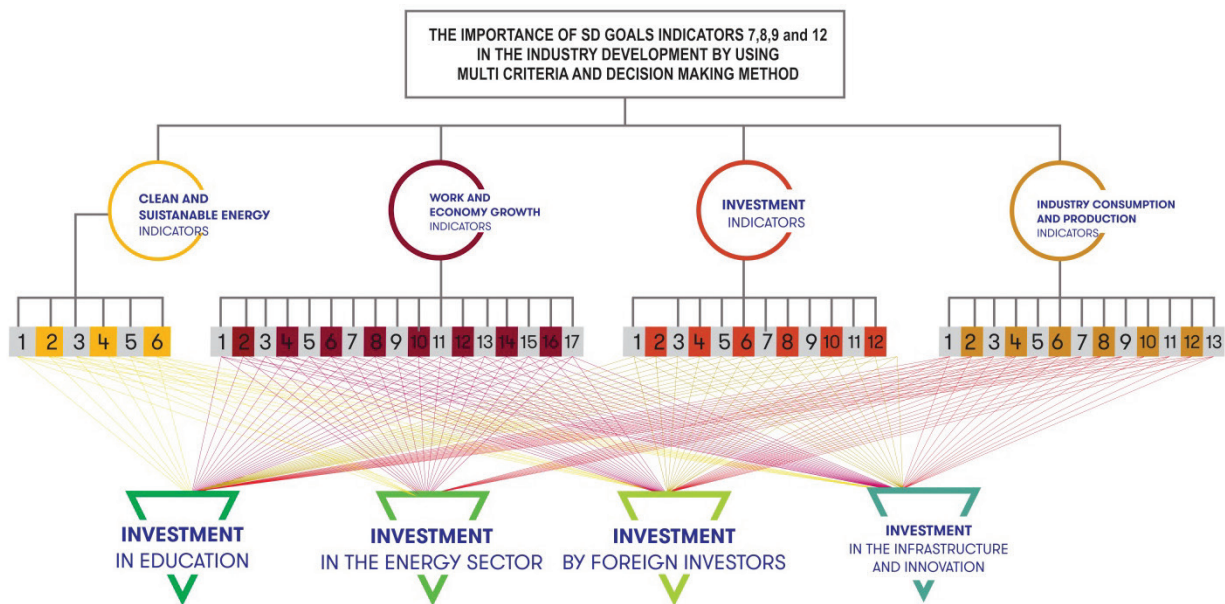 THE IMPORTANCE OF SD GOALS INDICATORS 7,8,9 and 12
IN THE INDUSTRY DEVELOPMENT BY USING
MULTI CRITERIA AND DECISION MAKING METHOD
CLEAN AND
SUISTANABLE ENERGY
INDICATORS
WORK AND
ECONOMY GROWTH
INDICATORS
INVESTMENT
INDICATORS
INDUSTRY CONSUMPTION
AND PRODUCTION
INDICATORS
1 2 3 4 5 6
1 2 3 4 5 6 7 8 9 10 11 12 13 14 15 16 17
1 2 3 4 5 6 7 8 9 10 11 12
1 2 3 4 5 6 7 8 9 10 11 12 13
INVESTMENT
IN EDUCATION
INVESTMENT
IN THE ENERGY SECTOR
INVESTMENT
BY FOREIGN INVESTORS
INVESTMENT
IN THE INFRASTRUCTURE
AND INNOVATION